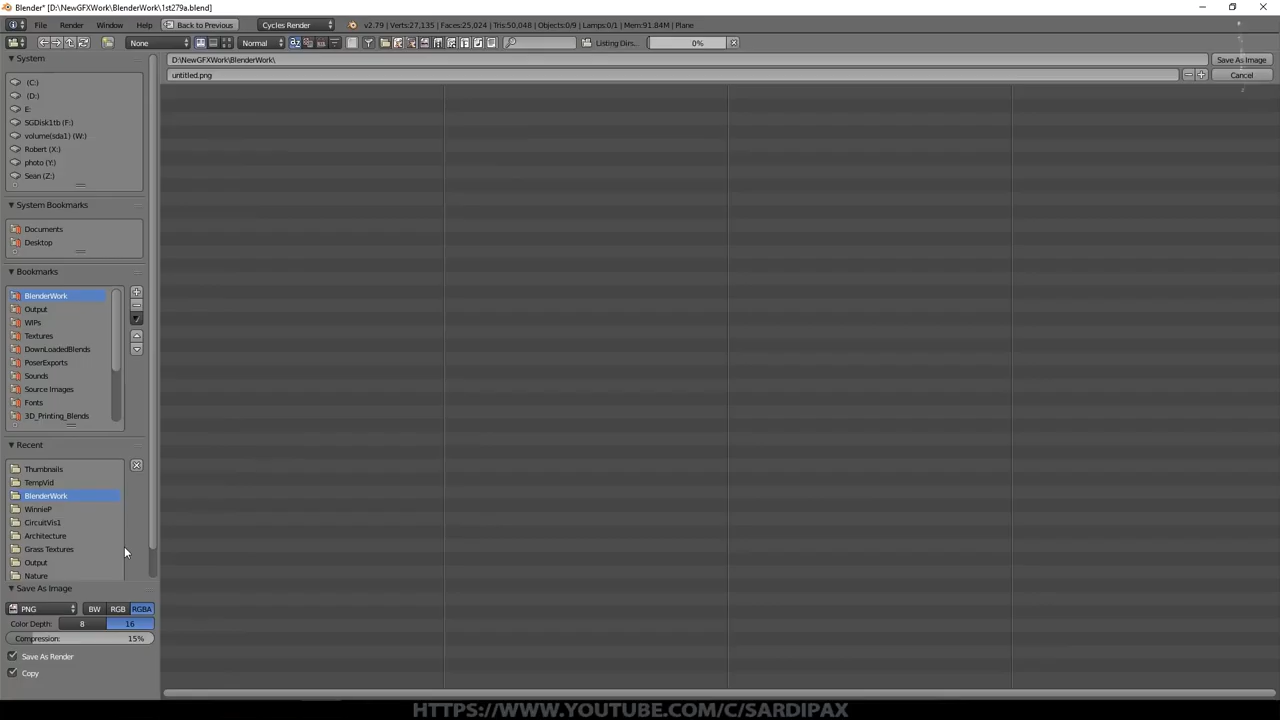 Blender* [D:\NewGFXWork\BlenderWork\1st279a.blend]
File Render Window Help Back to Previous Cycles Render v2.79 | Verts:27,135 | Faces:25,024 | Tris:50,048 | Objects:0/9 | Lamps:0/1 | Mem:91.84M | Plane
None Normal Listing Dirs.. 0%
System
D:\NewGFXWork\BlenderWork\
Save As Image
untitled.png
Cancel
(C:)
(D:)
E:
SGDisk1tb (F:)
volume(sda1) (W:)
Robert (X:)
photo (Y:)
Sean (Z:)
System Bookmarks
Documents
Desktop
Bookmarks
BlenderWork
Output
WIPs
Textures
DownLoadedBlends
PoserExports
Sounds
Source Images
Fonts
3D_Printing_Blends
Recent
Thumbnails
TempVid
BlenderWork
WinnieP
CircuitVis1
Architecture
Grass Textures
Output
Nature
Save As Image
PNG BW RGB RGBA
Color Depth: 8 16
Compression: 15%
Save As Render
Copy
HTTPS://WWW.YOUTUBE.COM/C/SARDIPAX